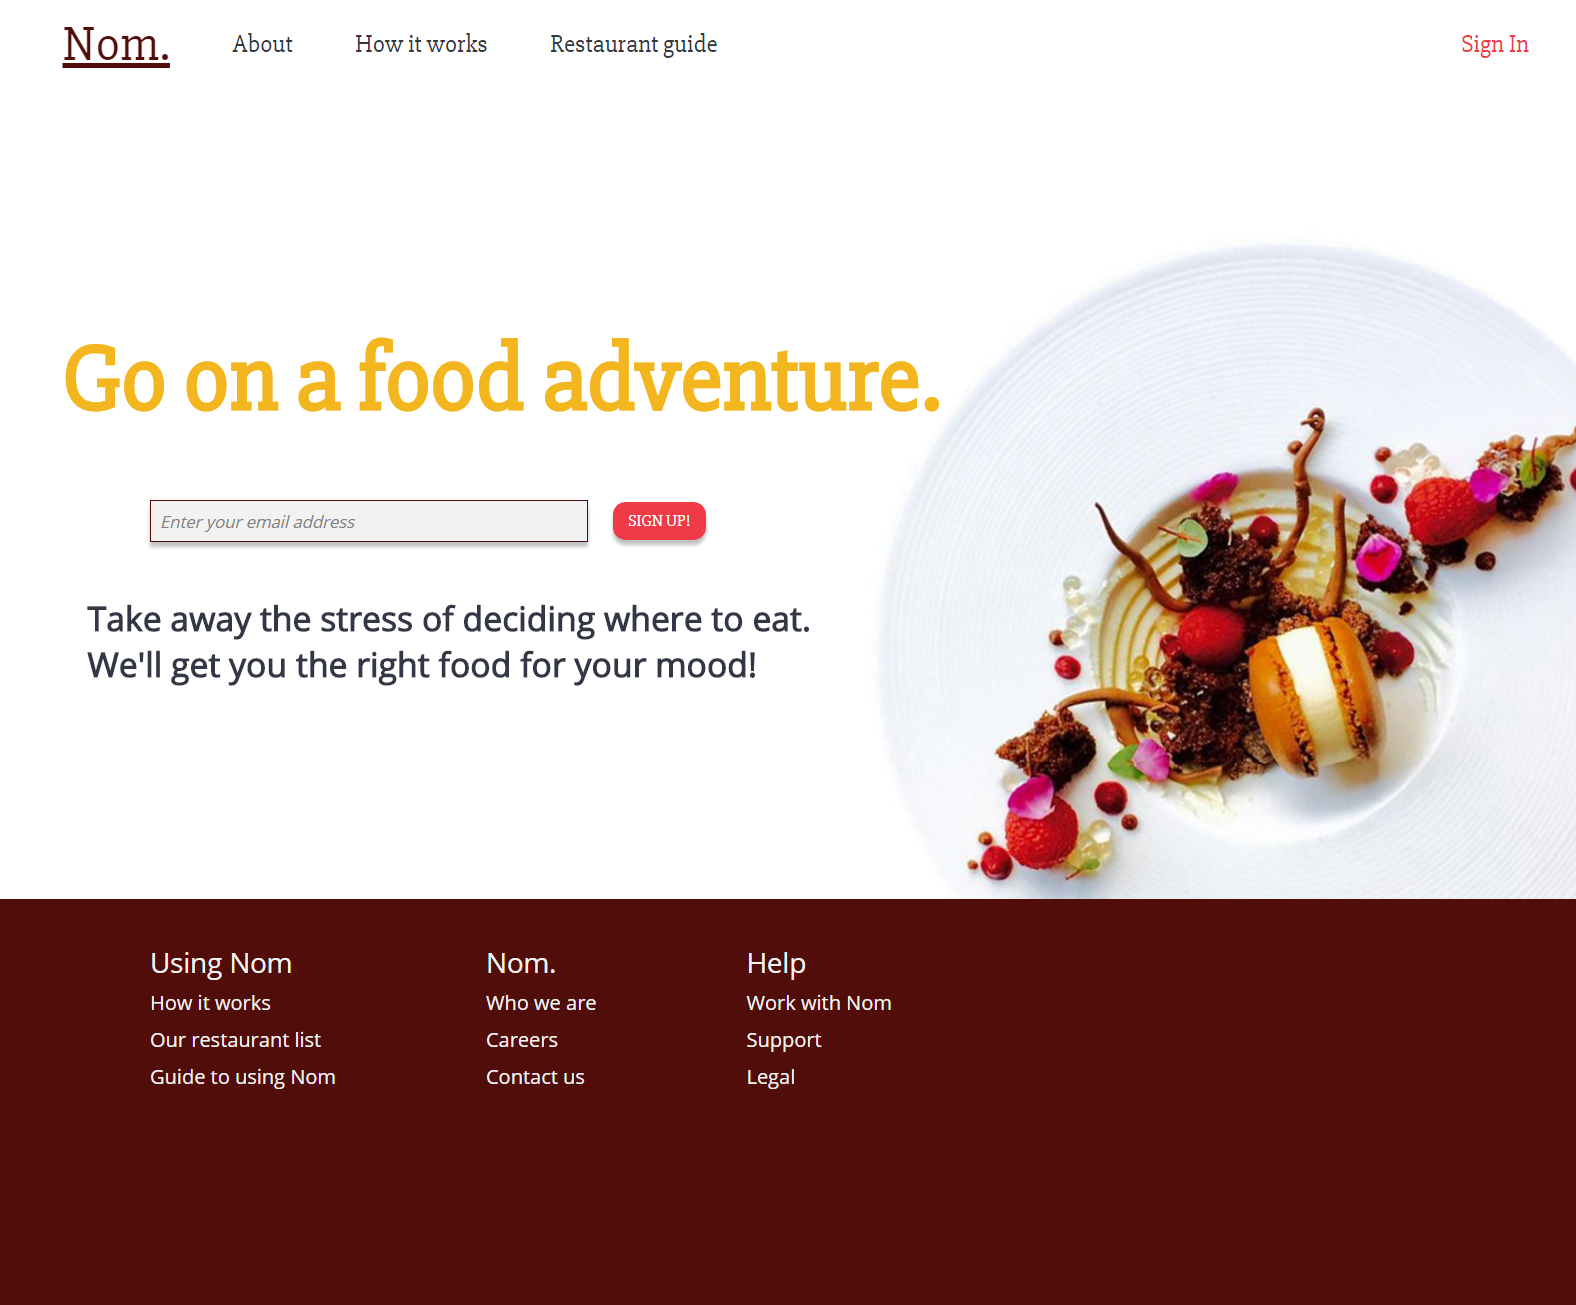 Nom.
About
How it works
Restaurant guide
Sign In
Go on a food adventure.
Enter your email address
SIGN UP!
Take away the stress of deciding where to eat.
We'll get you the right food for your mood!
Using Nom
How it works
Our restaurant list
Guide to using Nom
Nom.
Who we are
Careers
Contact us
Help
Work with Nom
Support
Legal